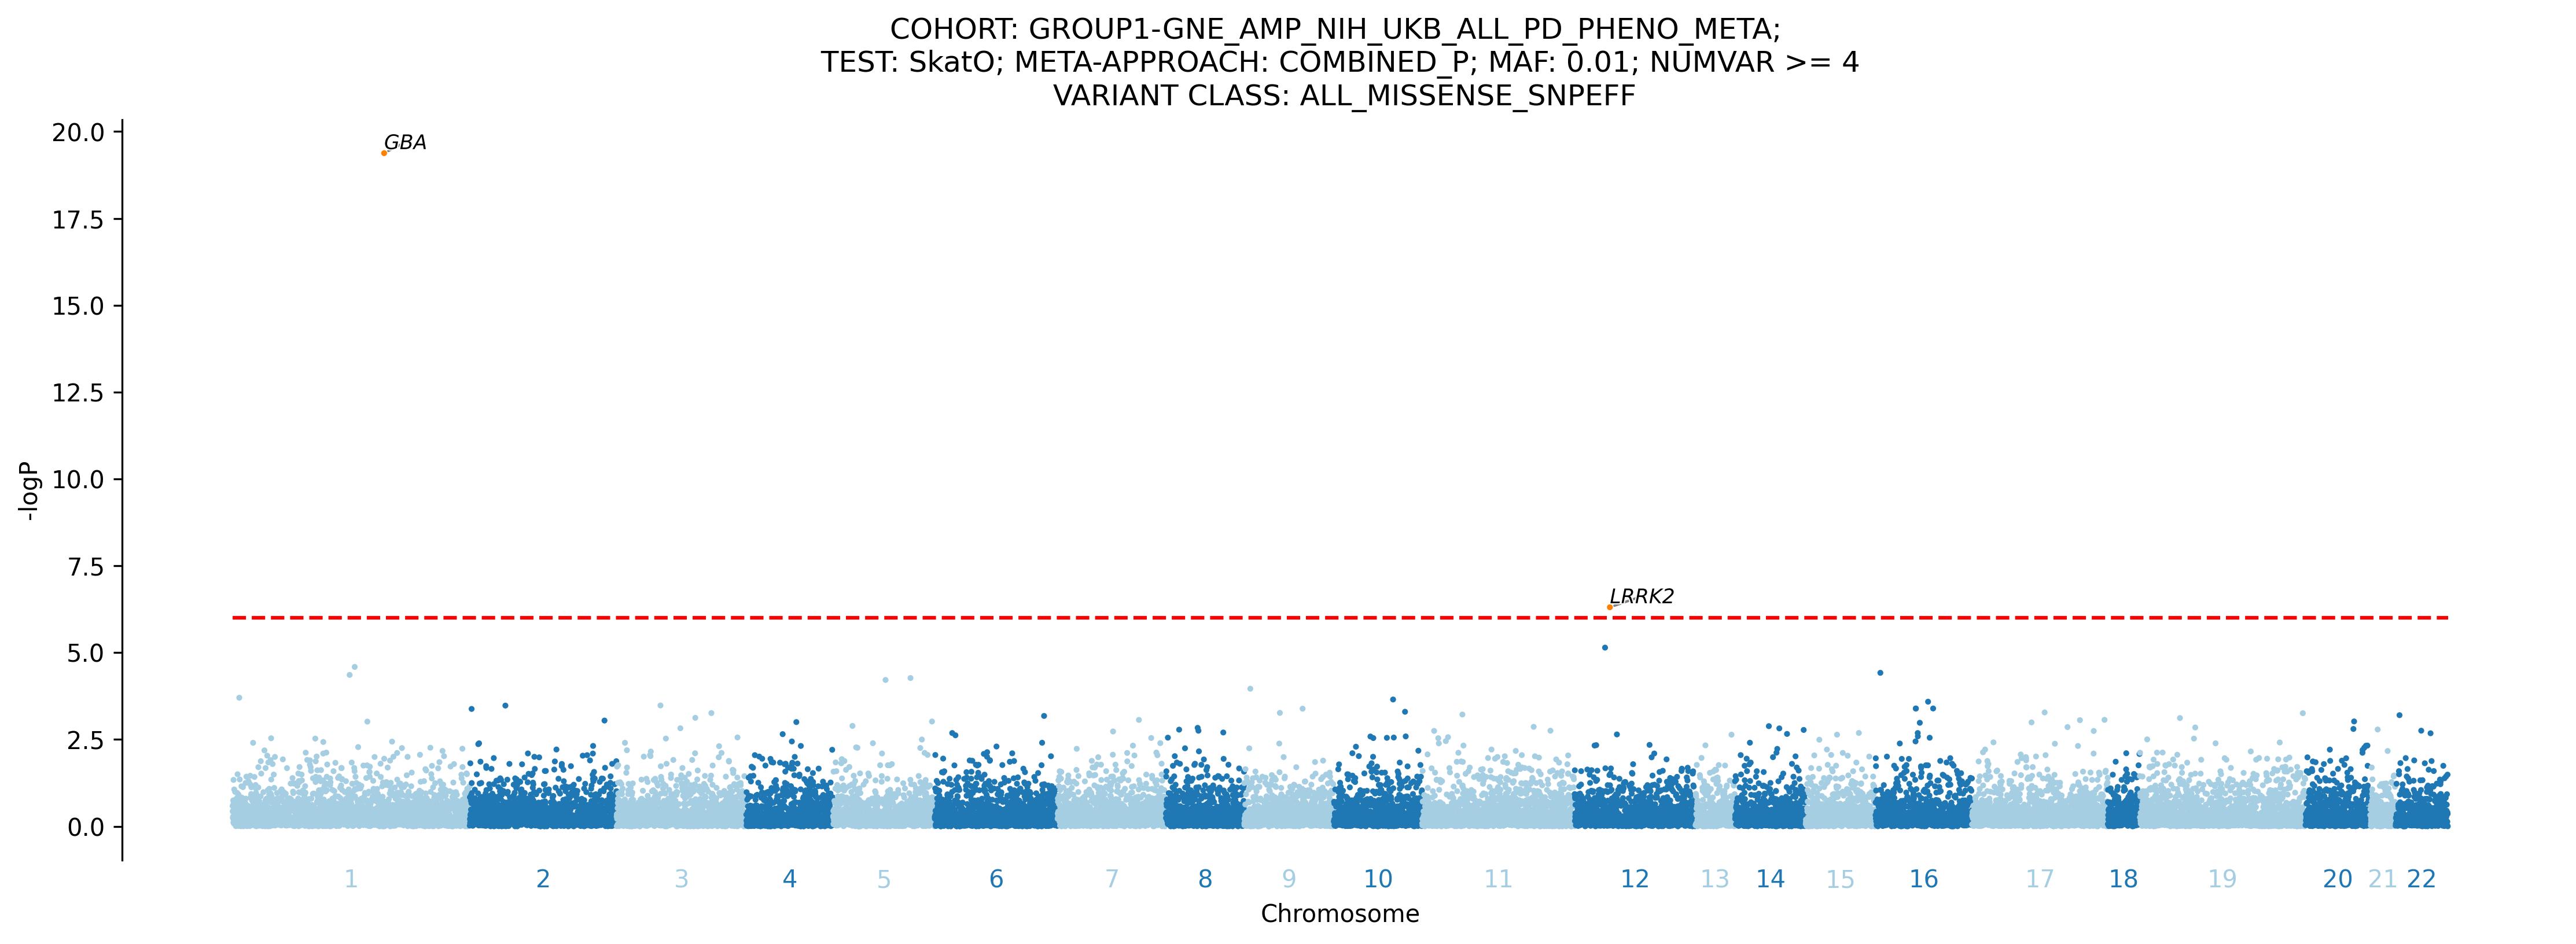 COHORT: GROUP1-GNE_AMP_NIH_UKB_ALL_PD_PHENO_META;
TEST: SkatO; META-APPROACH: COMBINED_P; MAF: 0.01; NUMVAR >= 4
VARIANT CLASS: ALL_MISSENSE_SNPEFF
20.0
GBA
17.5
15.0
12.5
10.0
-logP
7.5
LRRK2
5.0
2.5
0.0
1 2 3 4 5 6 7 8 9 10 11 12 13 14 15 16 17 18 19 20 21 22
Chromosome